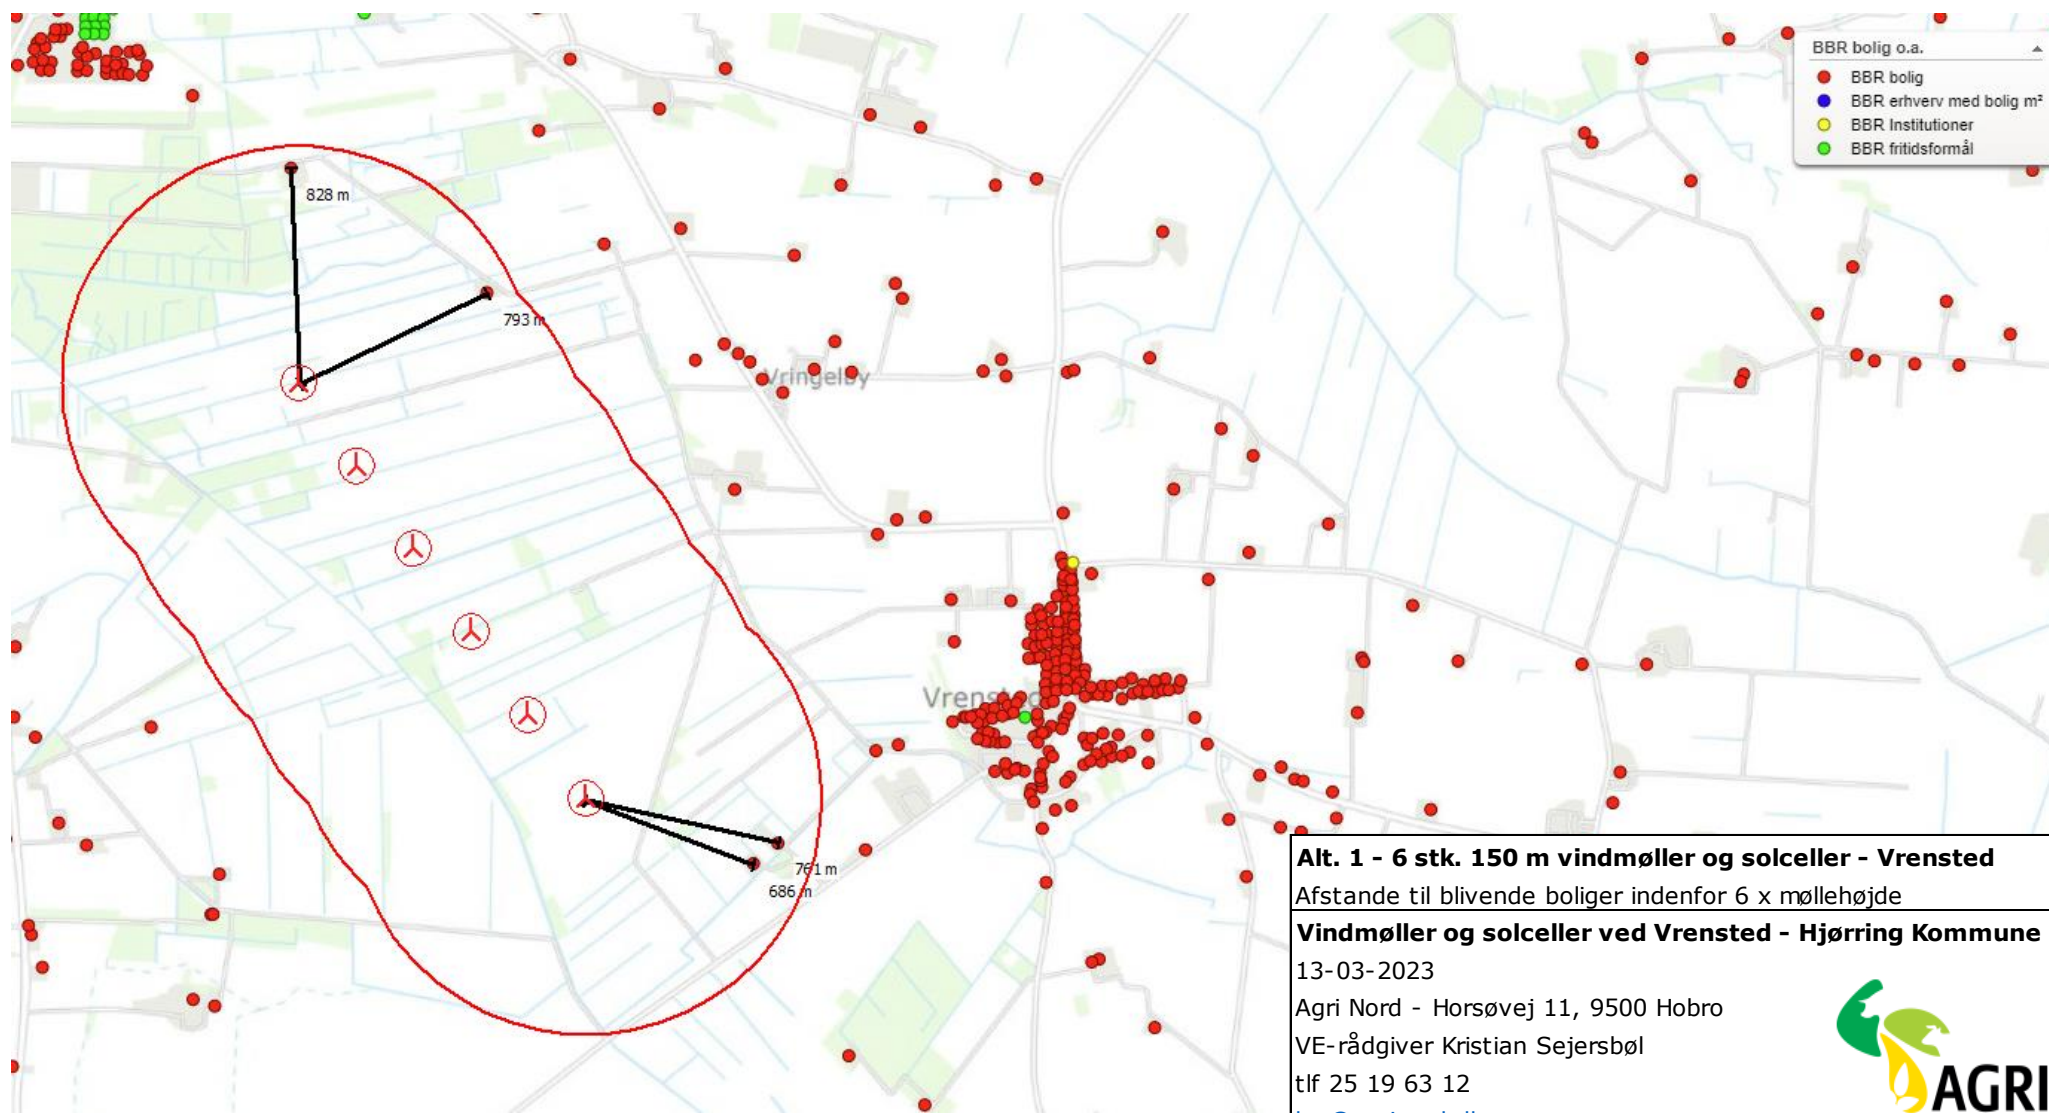 BBR bolig o.a.
BBR bolig
BBR erhverv med bolig m²
BBR Institutioner
BBR fritidsformål
828 m
793 m
Vringelby
Vrensted
761 m
686 m
Alt. 1 - 6 stk. 150 m vindmøller og solceller - Vrensted
Afstande til blivende boliger indenfor 6 x møllehøjde
Vindmøller og solceller ved Vrensted - Hjørring Kommune
13-03-2023
Agri Nord - Horsøvej 11, 9500 Hobro
VE-rådgiver Kristian Sejersbøl
tlf 25 19 63 12
AGRI